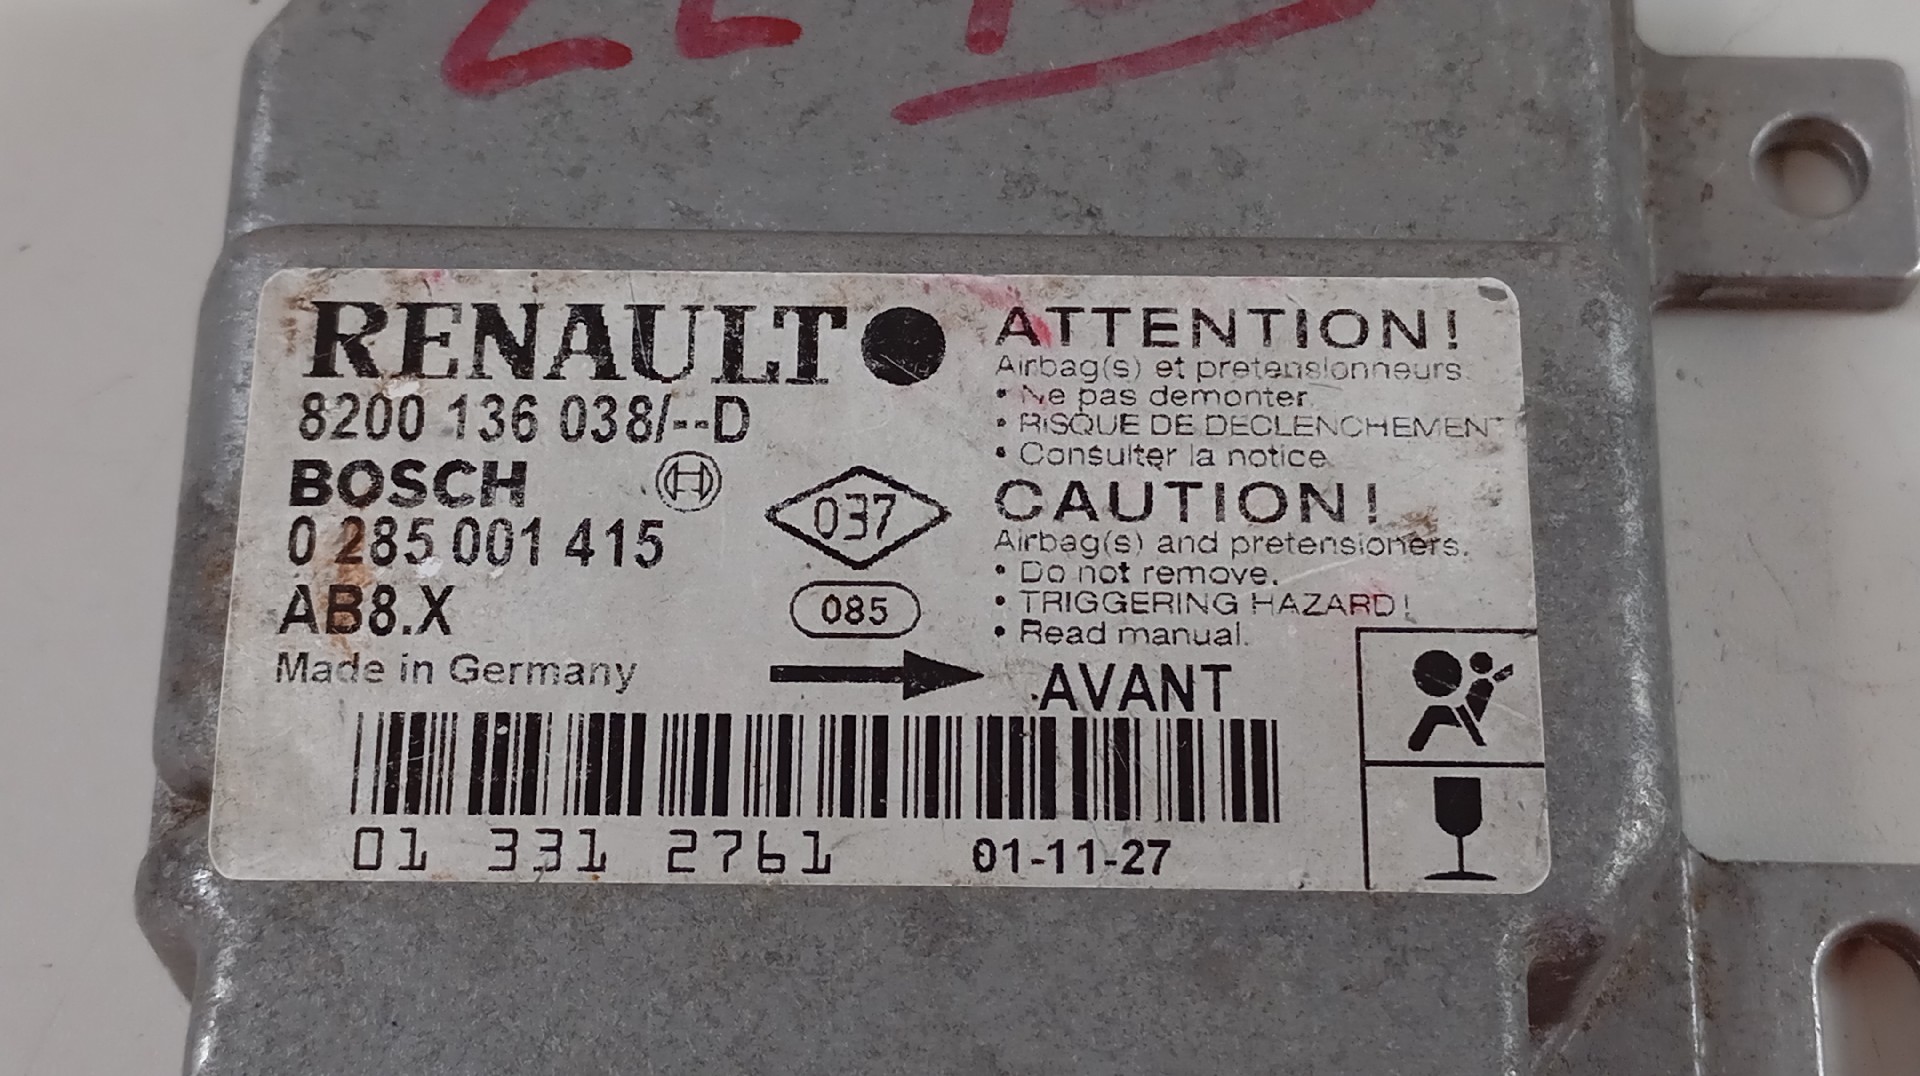 RENAULT
8200 136 038/--D
BOSCH
0 285 001 415
AB8.X
Made in Germany
037
085
ATTENTION!
Airbag(s) et pretensionneurs.
• Ne pas demonter.
• RISQUE DE DECLENCHEMENT
• Consulter la notice.
CAUTION!
Airbag(s) and pretensioners.
• Do not remove.
• TRIGGERING HAZARD!
• Read manual.
AVANT
01 331 2761
01-11-27